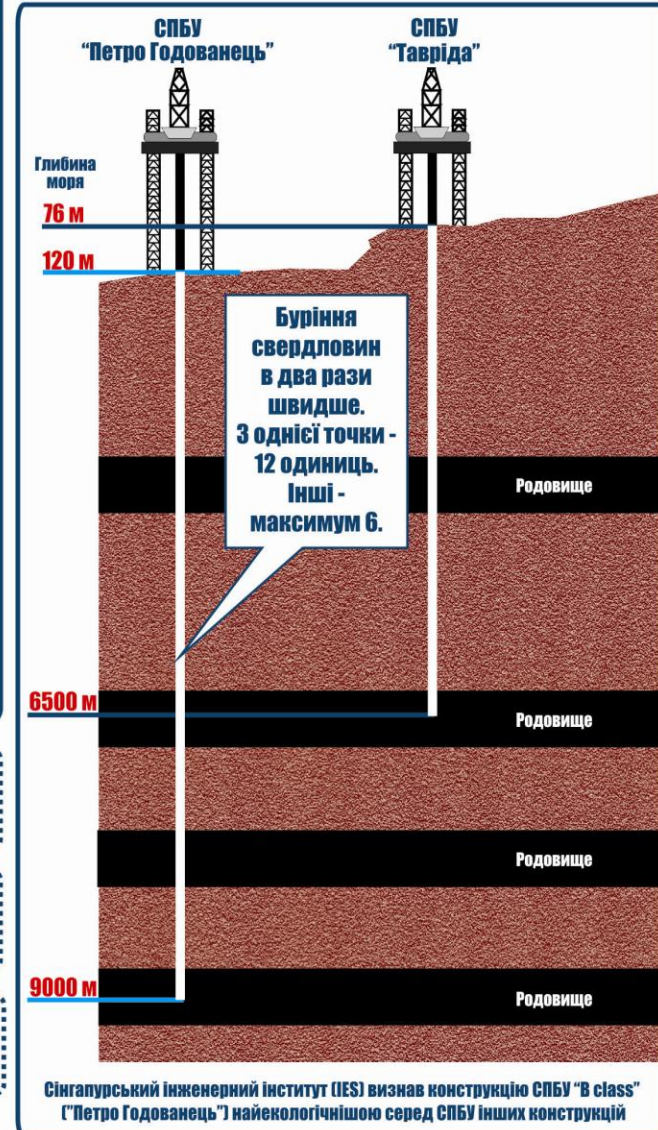 СПБУ
“Петро Годованець”
СПБУ
“Тавріда”
Глибина
моря
76 м
120 м
Буріння
свердловин
в два рази
швидше.
З однієї точки -
12 одиниць.
Інші -
максимум 6.
Родовище
6500 м
Родовище
Родовище
9000 м
Родовище
Сінгапурський інженерний інститут (IES) визнав конструкцію СПБУ “B class”
(”Петро Годованець”) найекологічнішою серед СПБУ інших конструкцій